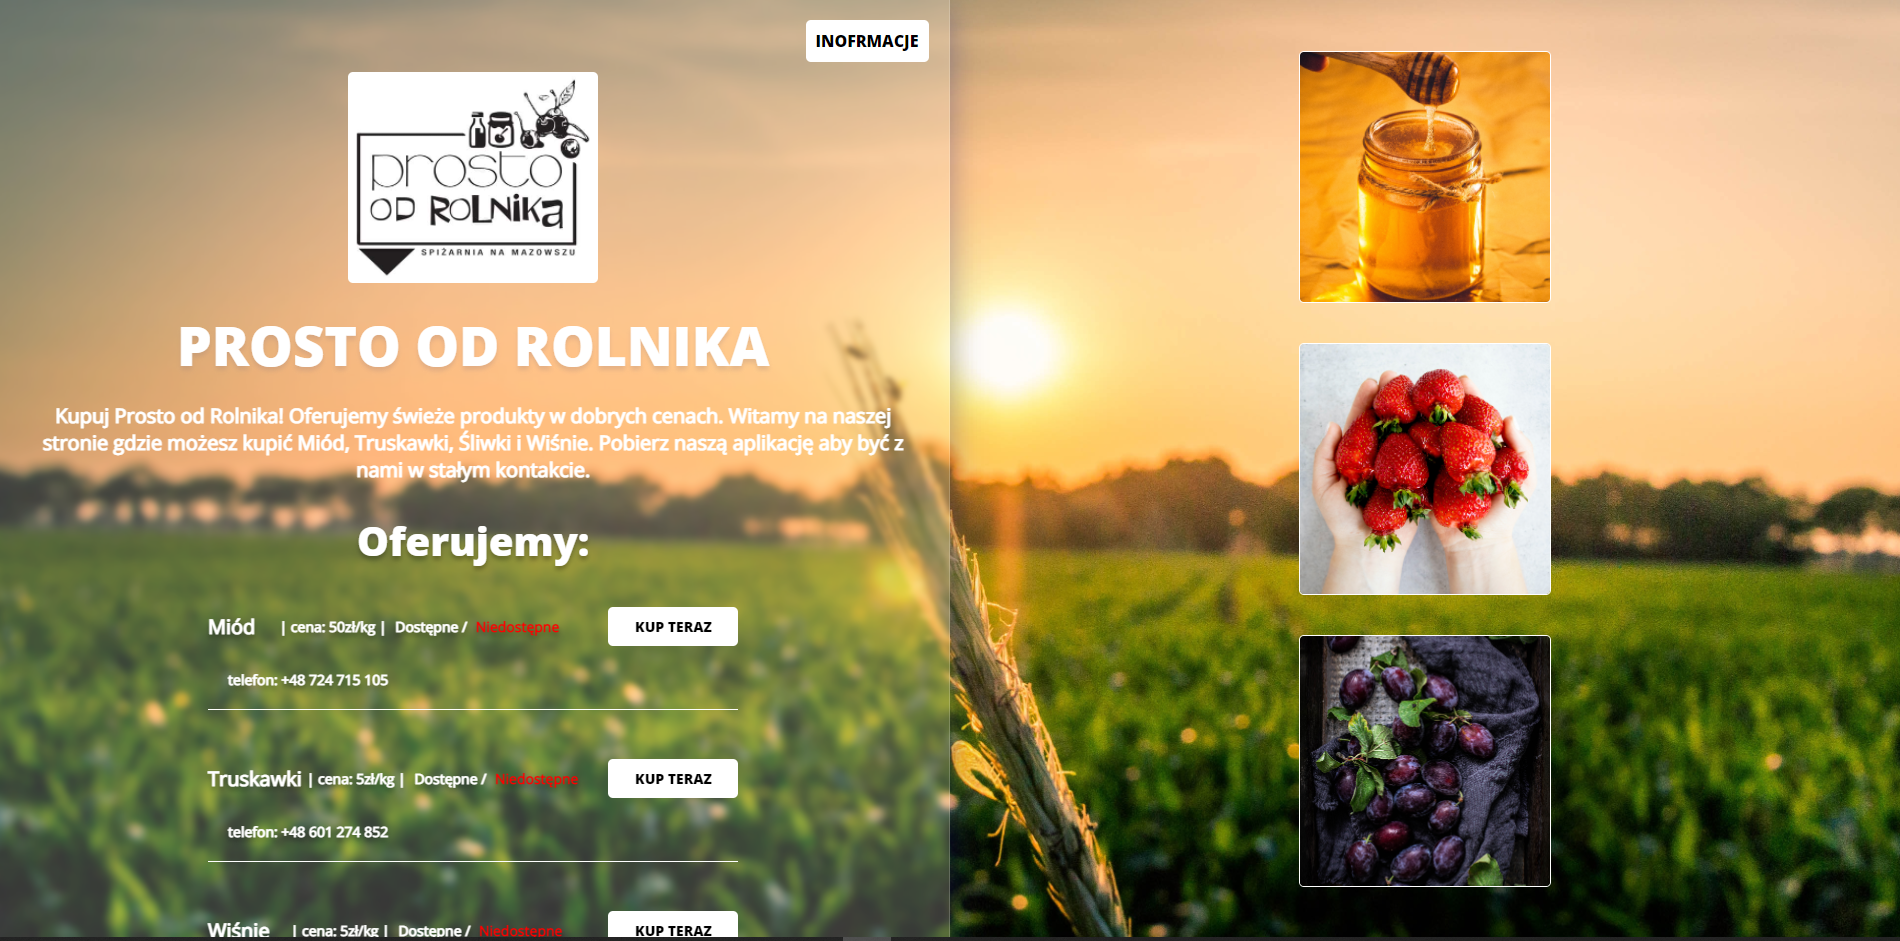 INOFRMACJE
prosto
OD ROLNIKA
SPIŻARNIA NA MAZOWSZU
PROSTO OD ROLNIKA
Kupuj Prosto od Rolnika! Oferujemy świeże produkty w dobrych cenach. Witamy na naszej
stronie gdzie możesz kupić Miód, Truskawki, Śliwki i Wiśnie. Pobierz naszą aplikację aby być z
nami w stałym kontakcie.
Oferujemy:
Miód | cena: 50zł/kg | Dostępne / Niedostępne KUP TERAZ
telefon: +48 724 715 105
Truskawki | cena: 5zł/kg | Dostępne / Niedostępne KUP TERAZ
telefon: +48 601 274 852
Wiśnie | cena: 5zł/kg | Dostępne / Niedostępne KUP TERAZ